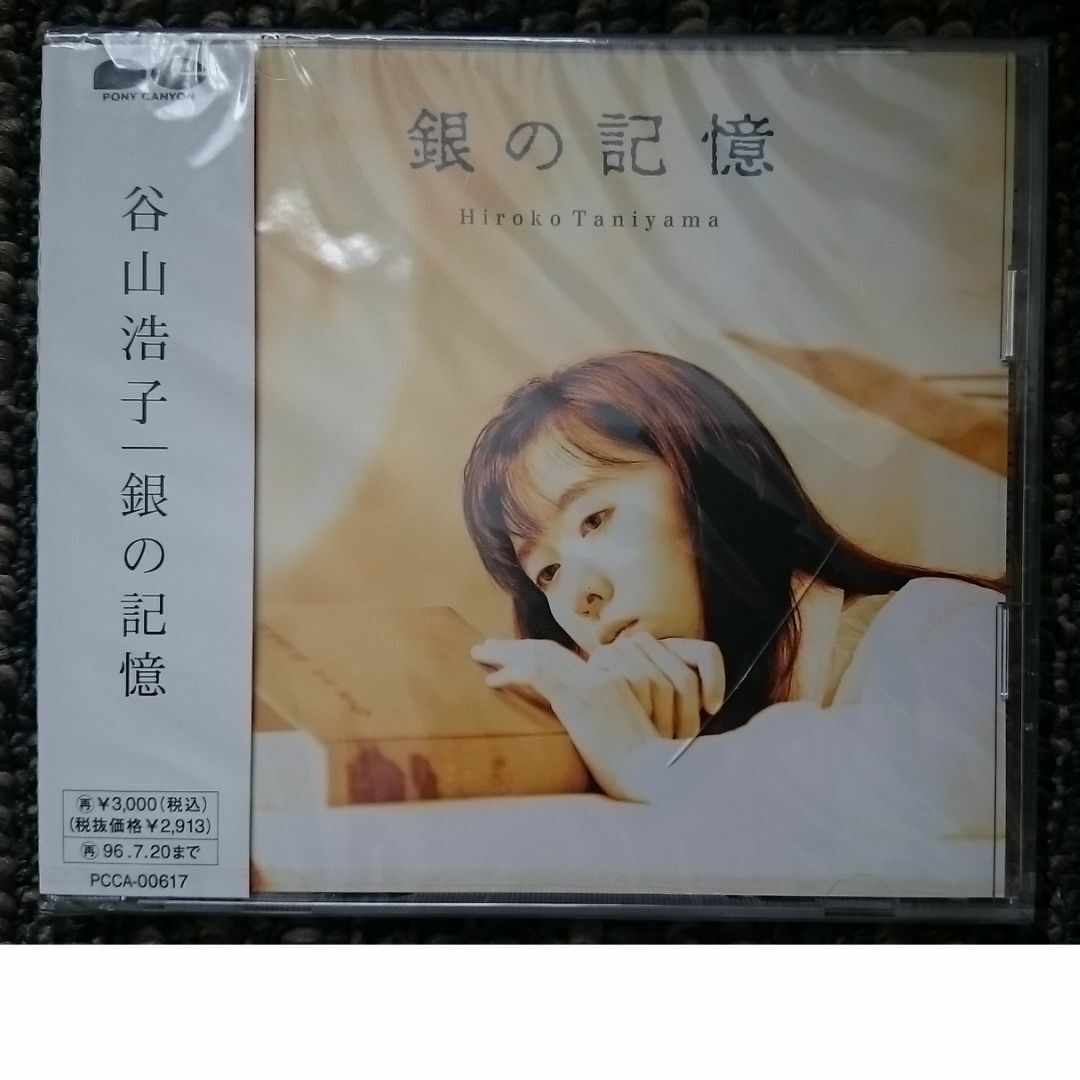 PONY CANYON
谷山浩子｜銀の記憶
再 ¥3,000(税込)
(税抜価格¥2,913)
再 96.7.20まで
PCCA-00617
銀の記憶
Hiroko Taniyama